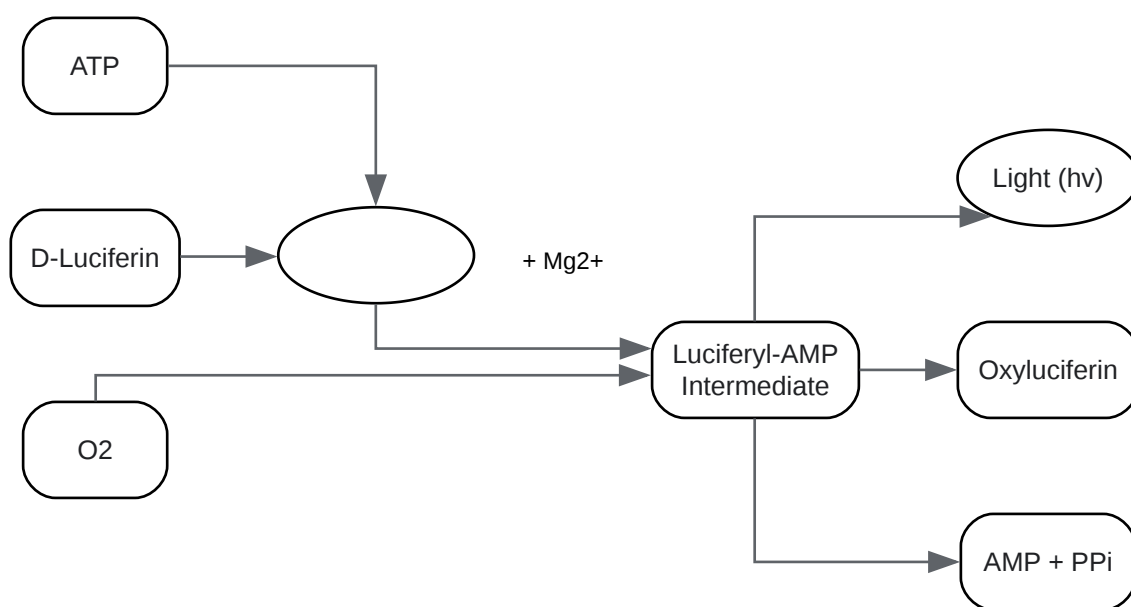 ATP
Light (hv)
D-Luciferin
+ Mg2+
Luciferyl-AMP
Intermediate
Oxyluciferin
O2
AMP + PPi